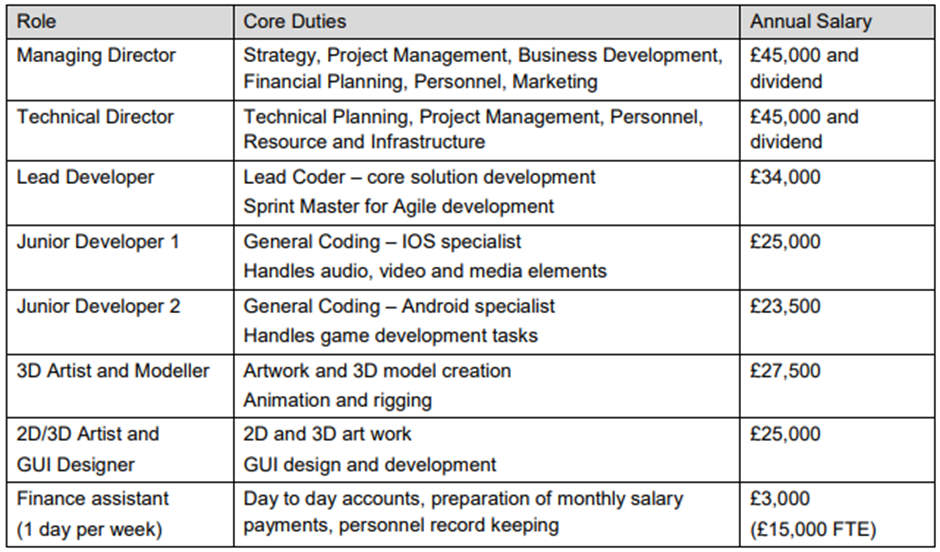 Role Core Duties Annual Salary
Managing Director Strategy, Project Management, Business Development, £45,000 and
Financial Planning, Personnel, Marketing dividend
Technical Director Technical Planning, Project Management, Personnel, £45,000 and
Resource and Infrastructure dividend
Lead Developer Lead Coder – core solution development £34,000
Sprint Master for Agile development
Junior Developer 1 General Coding – IOS specialist £25,000
Handles audio, video and media elements
Junior Developer 2 General Coding – Android specialist £23,500
Handles game development tasks
3D Artist and Modeller Artwork and 3D model creation £27,500
Animation and rigging
2D/3D Artist and 2D and 3D art work £25,000
GUI Designer GUI design and development
Finance assistant Day to day accounts, preparation of monthly salary £3,000
(1 day per week) payments, personnel record keeping (£15,000 FTE)